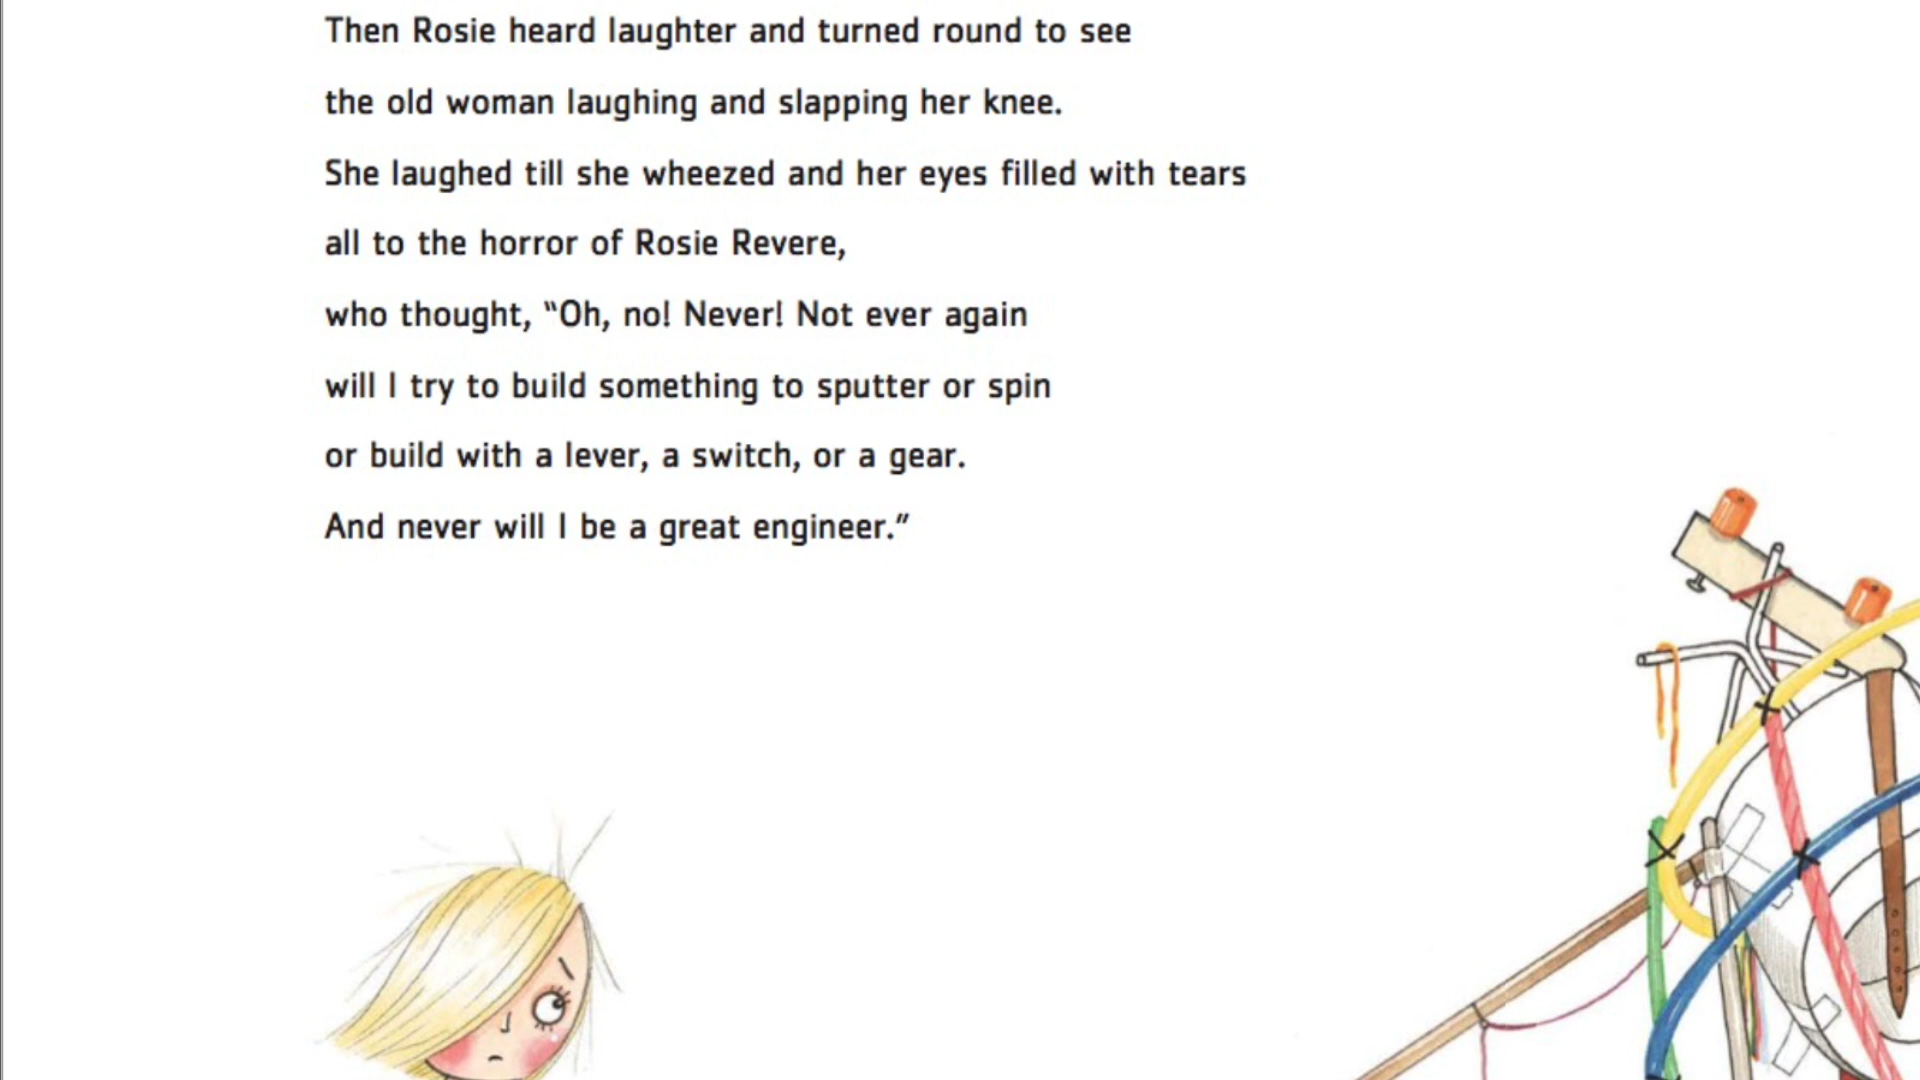 Then Rosie heard laughter and turned round to see
the old woman laughing and slapping her knee.
She laughed till she wheezed and her eyes filled with tears
all to the horror of Rosie Revere,
who thought, “Oh, no! Never! Not ever again
will I try to build something to sputter or spin
or build with a lever, a switch, or a gear.
And never will I be a great engineer.”